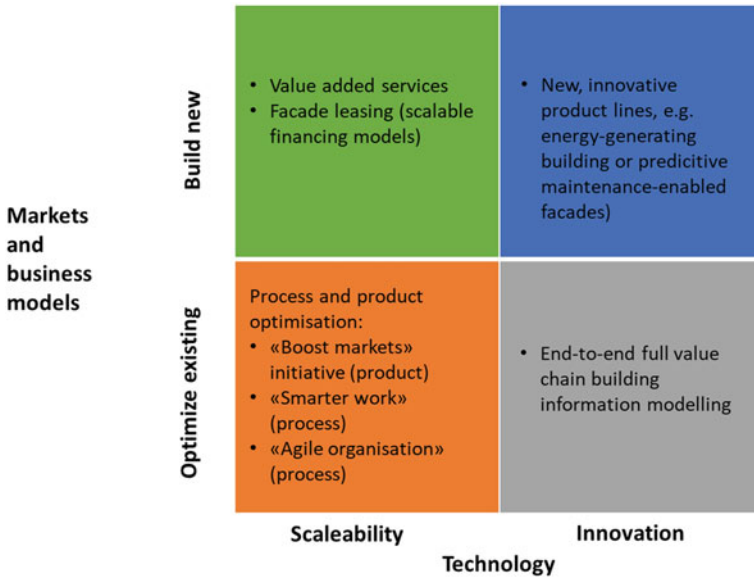 Markets
and
business
models
Build new
• Value added services
• Facade leasing (scalable
financing models)
• New, innovative
product lines, e.g.
energy-generating
building or predicitive
maintenance-enabled
facades)
Optimize existing
Process and product
optimisation:
• «Boost markets»
initiative (product)
• «Smarter work»
(process)
• «Agile organisation»
(process)
• End-to-end full value
chain building
information modelling
Scaleability
Innovation
Technology